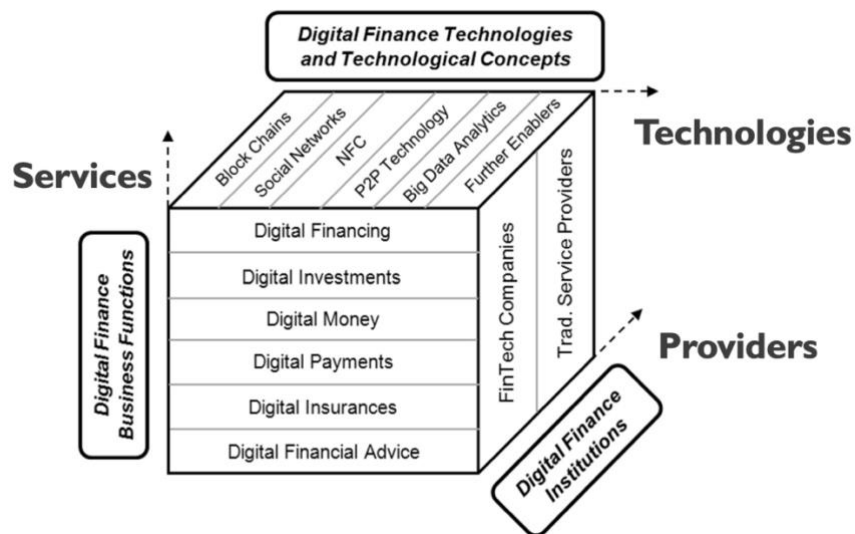 Digital Finance Technologies
and Technological Concepts
Technologies
Services
Block Chains
Social Networks
NFC
P2P Technology
Big Data Analytics
Further Enablers
Digital Finance
Business Functions
Digital Financing
Digital Investments
Digital Money
Digital Payments
Digital Insurances
Digital Financial Advice
FinTech Companies
Trad. Service Providers
Providers
Digital Finance
Institutions